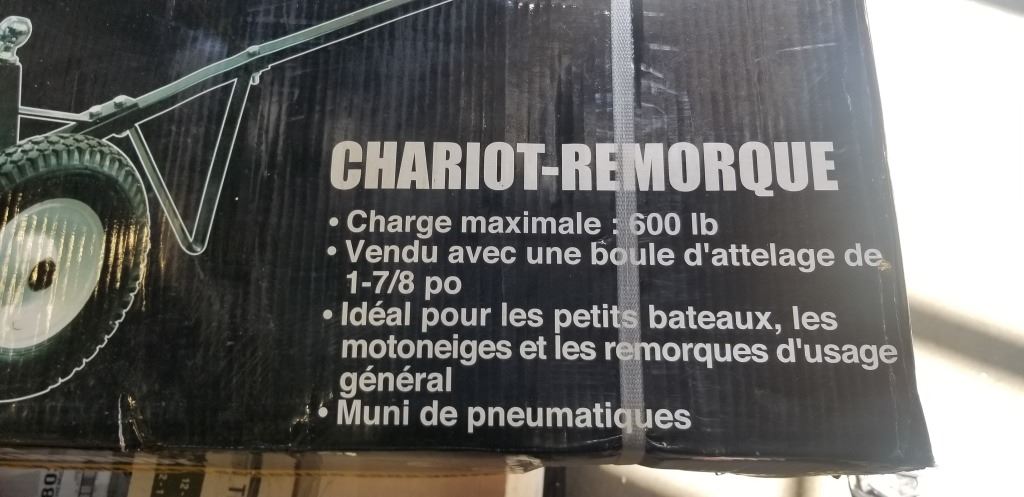 CHARIOT-REMORQUE
• Charge maximale : 600 lb
• Vendu avec une boule d'attelage de
1-7/8 po
• Idéal pour les petits bateaux, les
motoneiges et les remorques d'usage
général
• Muni de pneumatiques